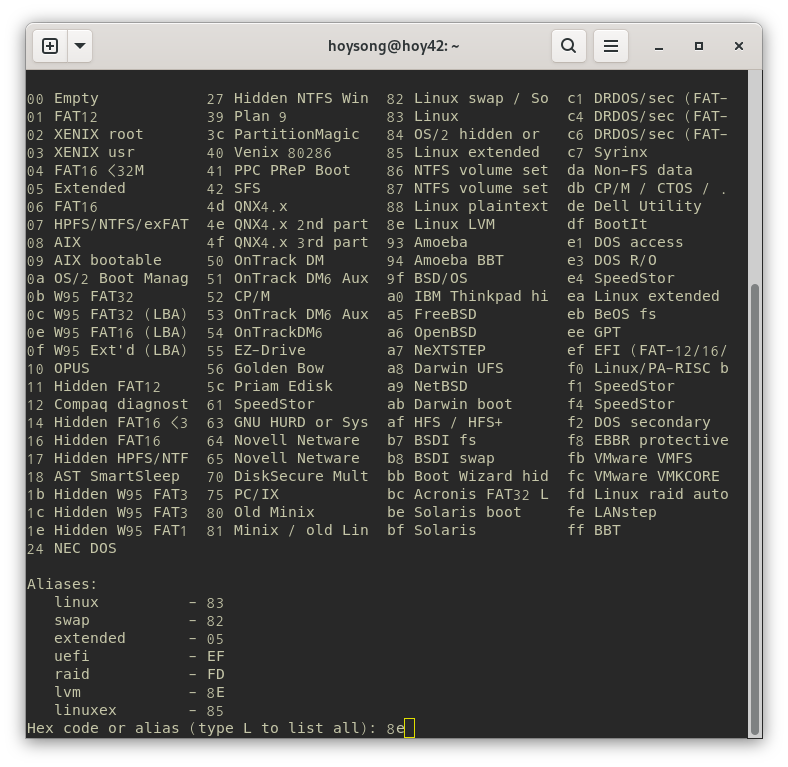 hoysong@hoy42: ~
00 Empty 27 Hidden NTFS Win 82 Linux swap / So c1 DRDOS/sec (FAT-
01 FAT12 39 Plan 9 83 Linux c4 DRDOS/sec (FAT-
02 XENIX root 3c PartitionMagic 84 OS/2 hidden or c6 DRDOS/sec (FAT-
03 XENIX usr 40 Venix 80286 85 Linux extended c7 Syrinx
04 FAT16 <32M 41 PPC PReP Boot 86 NTFS volume set da Non-FS data
05 Extended 42 SFS 87 NTFS volume set db CP/M / CTOS / .
06 FAT16 4d QNX4.x 88 Linux plaintext de Dell Utility
07 HPFS/NTFS/exFAT 4e QNX4.x 2nd part 8e Linux LVM df BootIt
08 AIX 4f QNX4.x 3rd part 93 Amoeba e1 DOS access
09 AIX bootable 50 OnTrack DM 94 Amoeba BBT e3 DOS R/O
0a OS/2 Boot Manag 51 OnTrack DM6 Aux 9f BSD/OS e4 SpeedStor
0b W95 FAT32 52 CP/M a0 IBM Thinkpad hi ea Linux extended
0c W95 FAT32 (LBA) 53 OnTrack DM6 Aux a5 FreeBSD eb BeOS fs
0e W95 FAT16 (LBA) 54 OnTrackDM6 a6 OpenBSD ee GPT
0f W95 Ext'd (LBA) 55 EZ-Drive a7 NeXTSTEP ef EFI (FAT-12/16/
10 OPUS 56 Golden Bow a8 Darwin UFS f0 Linux/PA-RISC b
11 Hidden FAT12 5c Priam Edisk a9 NetBSD f1 SpeedStor
12 Compaq diagnost 61 SpeedStor ab Darwin boot f4 SpeedStor
14 Hidden FAT16 <3 63 GNU HURD or Sys af HFS / HFS+ f2 DOS secondary
16 Hidden FAT16 64 Novell Netware b7 BSDI fs f8 EBBR protective
17 Hidden HPFS/NTF 65 Novell Netware b8 BSDI swap fb VMware VMFS
18 AST SmartSleep 70 DiskSecure Mult bb Boot Wizard hid fc VMware VMKCORE
1b Hidden W95 FAT3 75 PC/IX bc Acronis FAT32 L fd Linux raid auto
1c Hidden W95 FAT3 80 Old Minix be Solaris boot fe LANstep
1e Hidden W95 FAT1 81 Minix / old Lin bf Solaris ff BBT
24 NEC DOS
Aliases:
linux - 83
swap - 82
extended - 05
uefi - EF
raid - FD
lvm - 8E
linuxex - 85
Hex code or alias (type L to list all): 8e